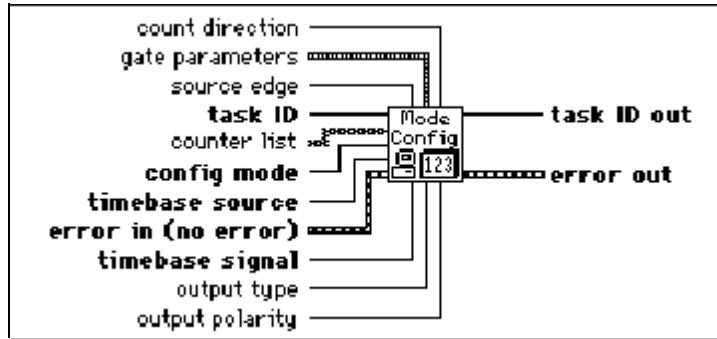 count direction
gate parameters
source edge
task ID
counter list
config mode
timebase source
error in (no error)
timebase signal
output type
output polarity
Mode
Config
123
task ID out
error out